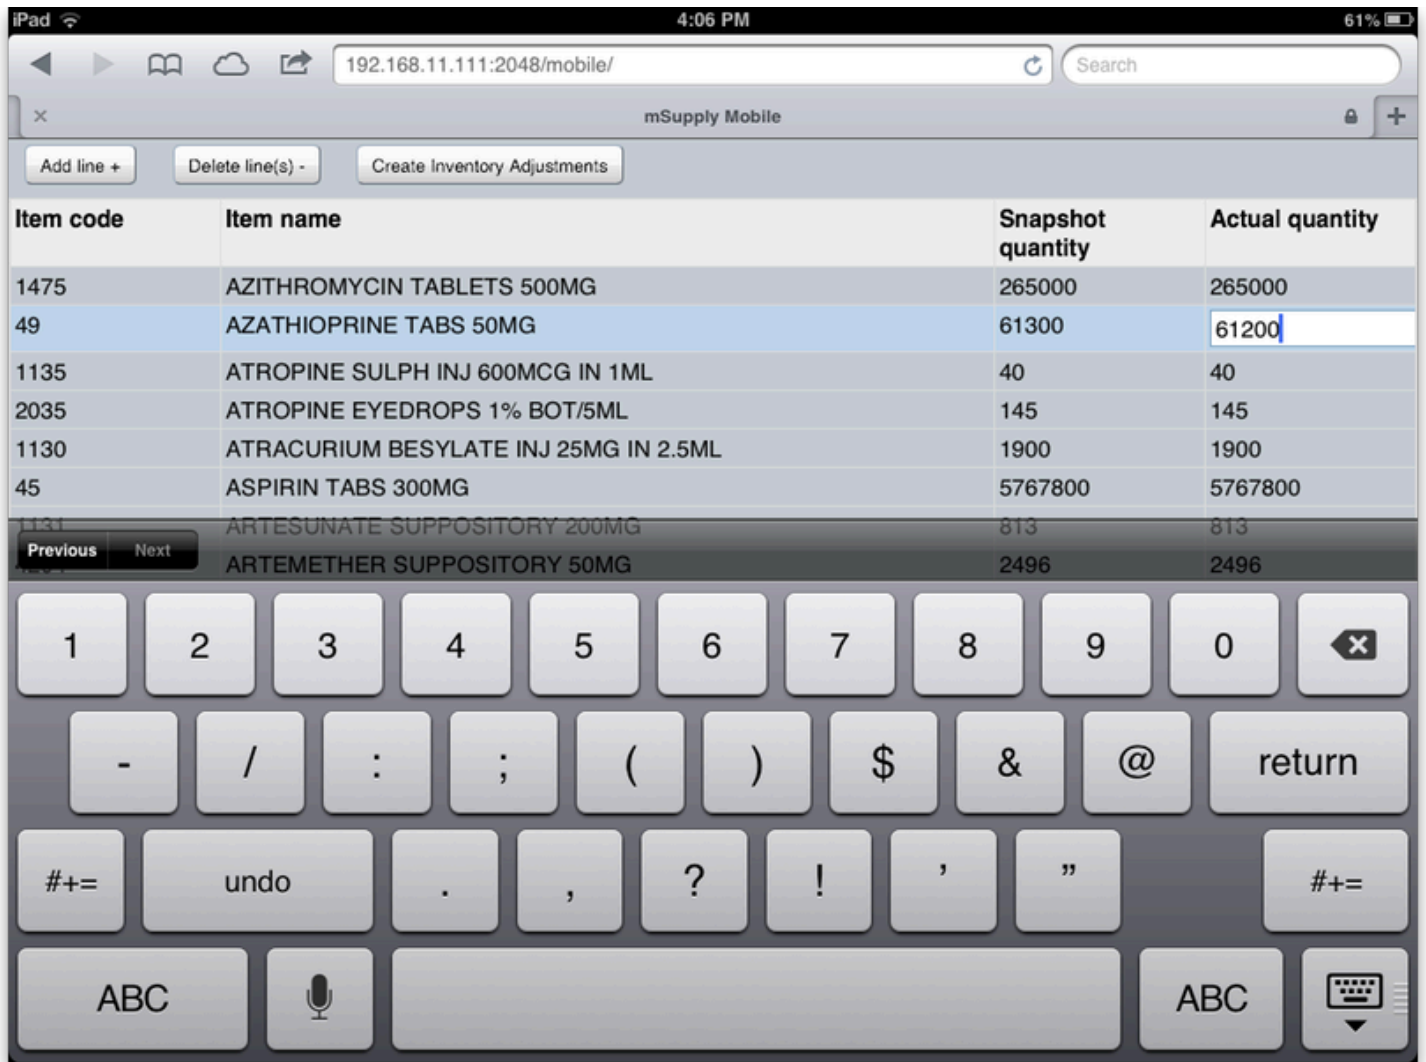 iPad 4:06 PM 61%
192.168.11.111:2048/mobile/ Search
mSupply Mobile
Add line + Delete line(s) - Create Inventory Adjustments
Item code Item name Snapshot quantity Actual quantity
1475 AZITHROMYCIN TABLETS 500MG 265000 265000
49 AZATHIOPRINE TABS 50MG 61300 61200
1135 ATROPINE SULPH INJ 600MCG IN 1ML 40 40
2035 ATROPINE EYEDROPS 1% BOT/5ML 145 145
1130 ATRACURIUM BESYLATE INJ 25MG IN 2.5ML 1900 1900
45 ASPIRIN TABS 300MG 5767800 5767800
1131 ARTESUNATE SUPPOSITORY 200MG 813 813
Previous Next
ARTEMETHER SUPPOSITORY 50MG 2496 2496
1 2 3 4 5 6 7 8 9 0
- / : ; ( ) $ & @ return
#+= undo . , ? ! ' " #+=
ABC ABC